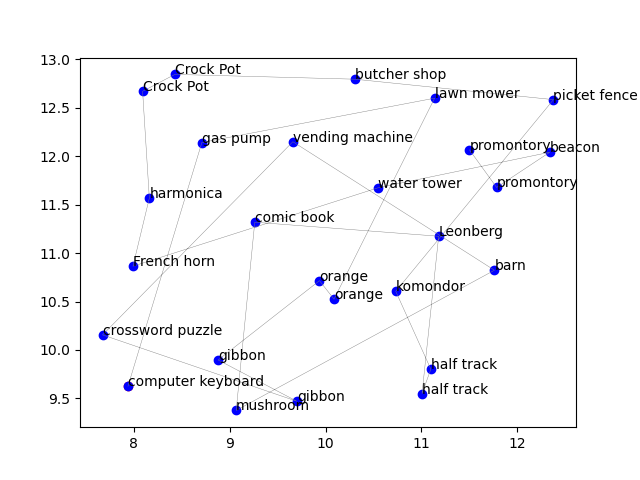 13.0
12.5
12.0
11.5
11.0
10.5
10.0
9.5
Crock Pot
butcher shop
Crock Pot
lawn mower
picket fence
gas pump
vending machine
promontory
beacon
water tower
promontory
harmonica
comic book
Leonberg
French horn
barn
orange
komondor
orange
crossword puzzle
gibbon
half track
computer keyboard
half track
gibbon
mushroom
8
9
10
11
12